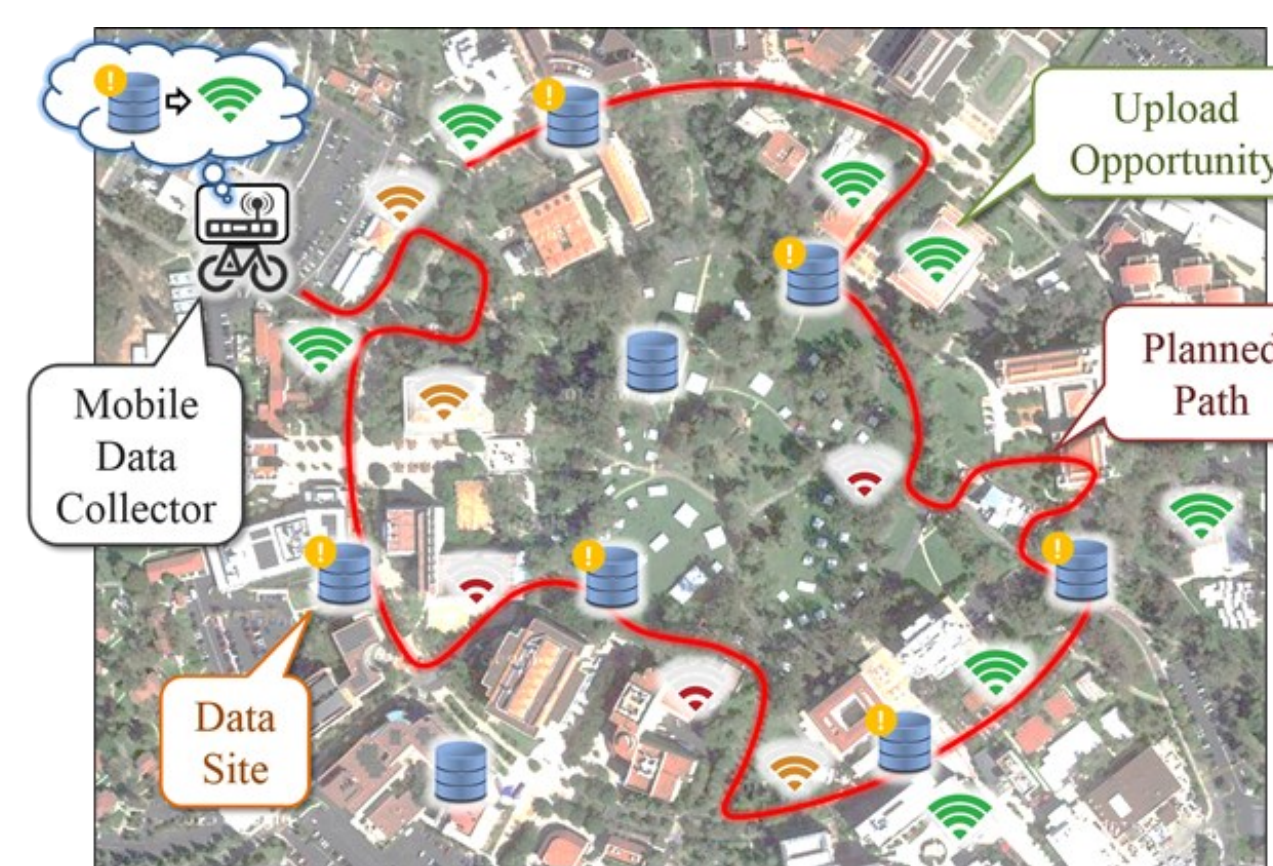 Upload
Opportunity
Planned
Path
Mobile
Data
Collector
Data
Site
!
!
!
!
!
!
!